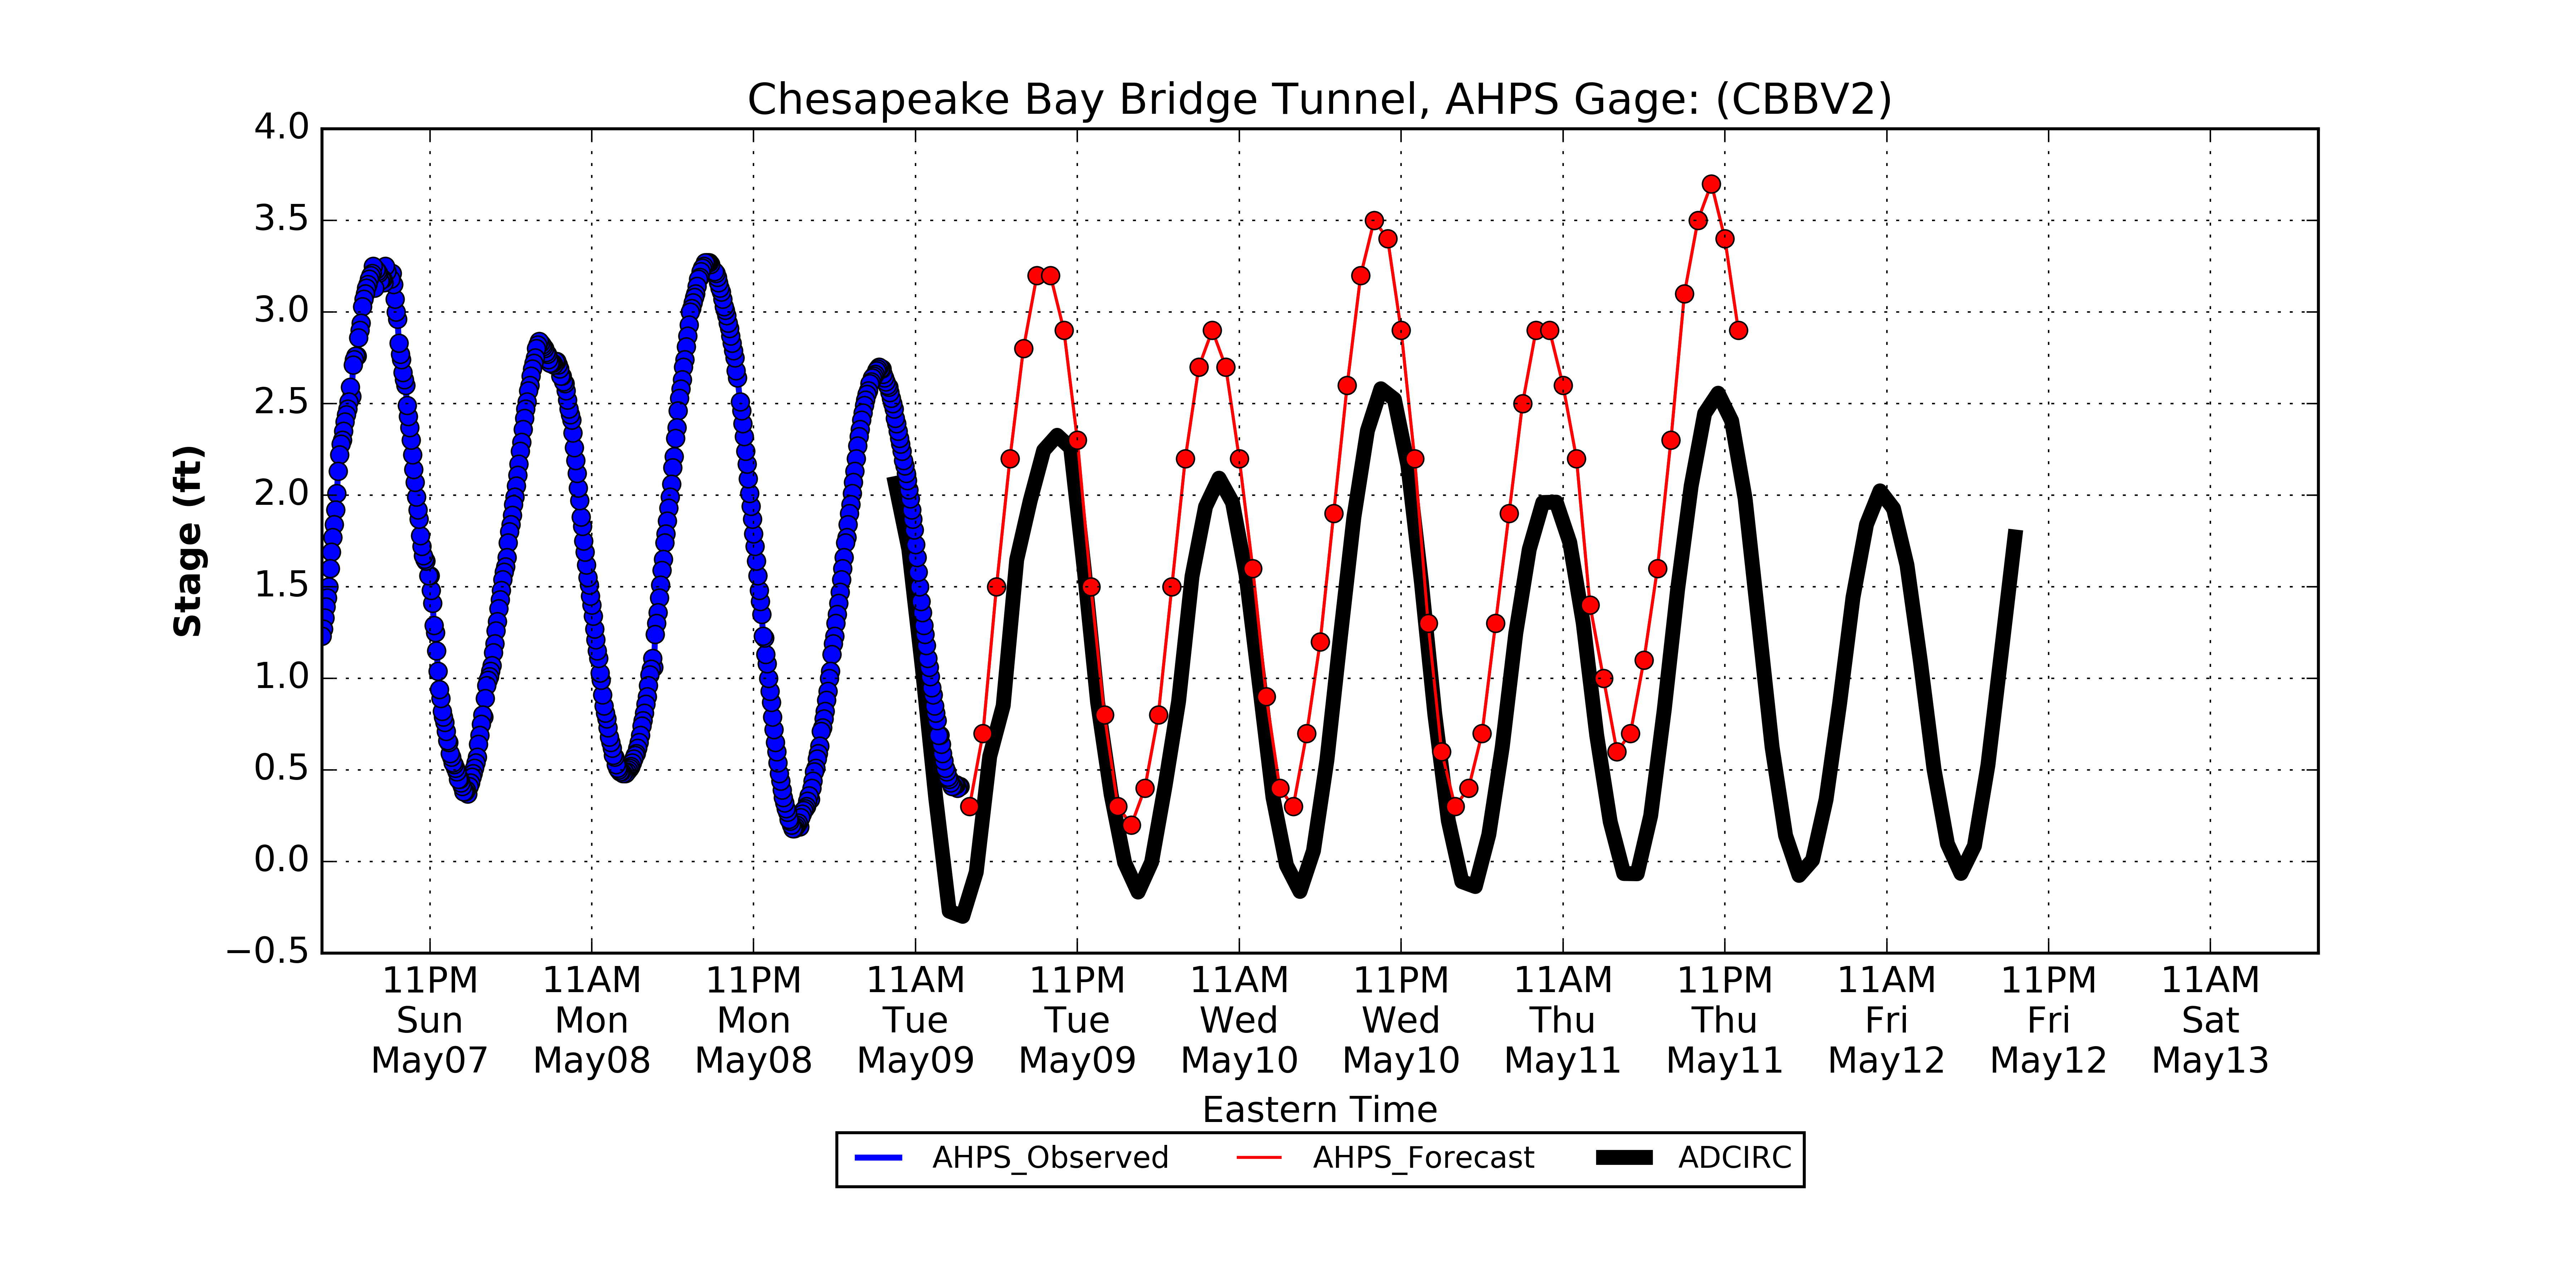 Chesapeake Bay Bridge Tunnel, AHPS Gage: (CBBV2)
4.0
3.5
3.0
2.5
2.0
1.5
1.0
0.5
0.0
−0.5
Stage (ft)
11PM 11AM 11PM 11AM 11PM 11AM 11PM 11AM 11PM 11AM 11PM 11AM
Sun Mon Mon Tue Tue Wed Wed Thu Thu Fri Fri Sat
May07 May08 May08 May09 May09 May10 May10 May11 May11 May12 May12 May13
Eastern Time
AHPS_Observed AHPS_Forecast ADCIRC